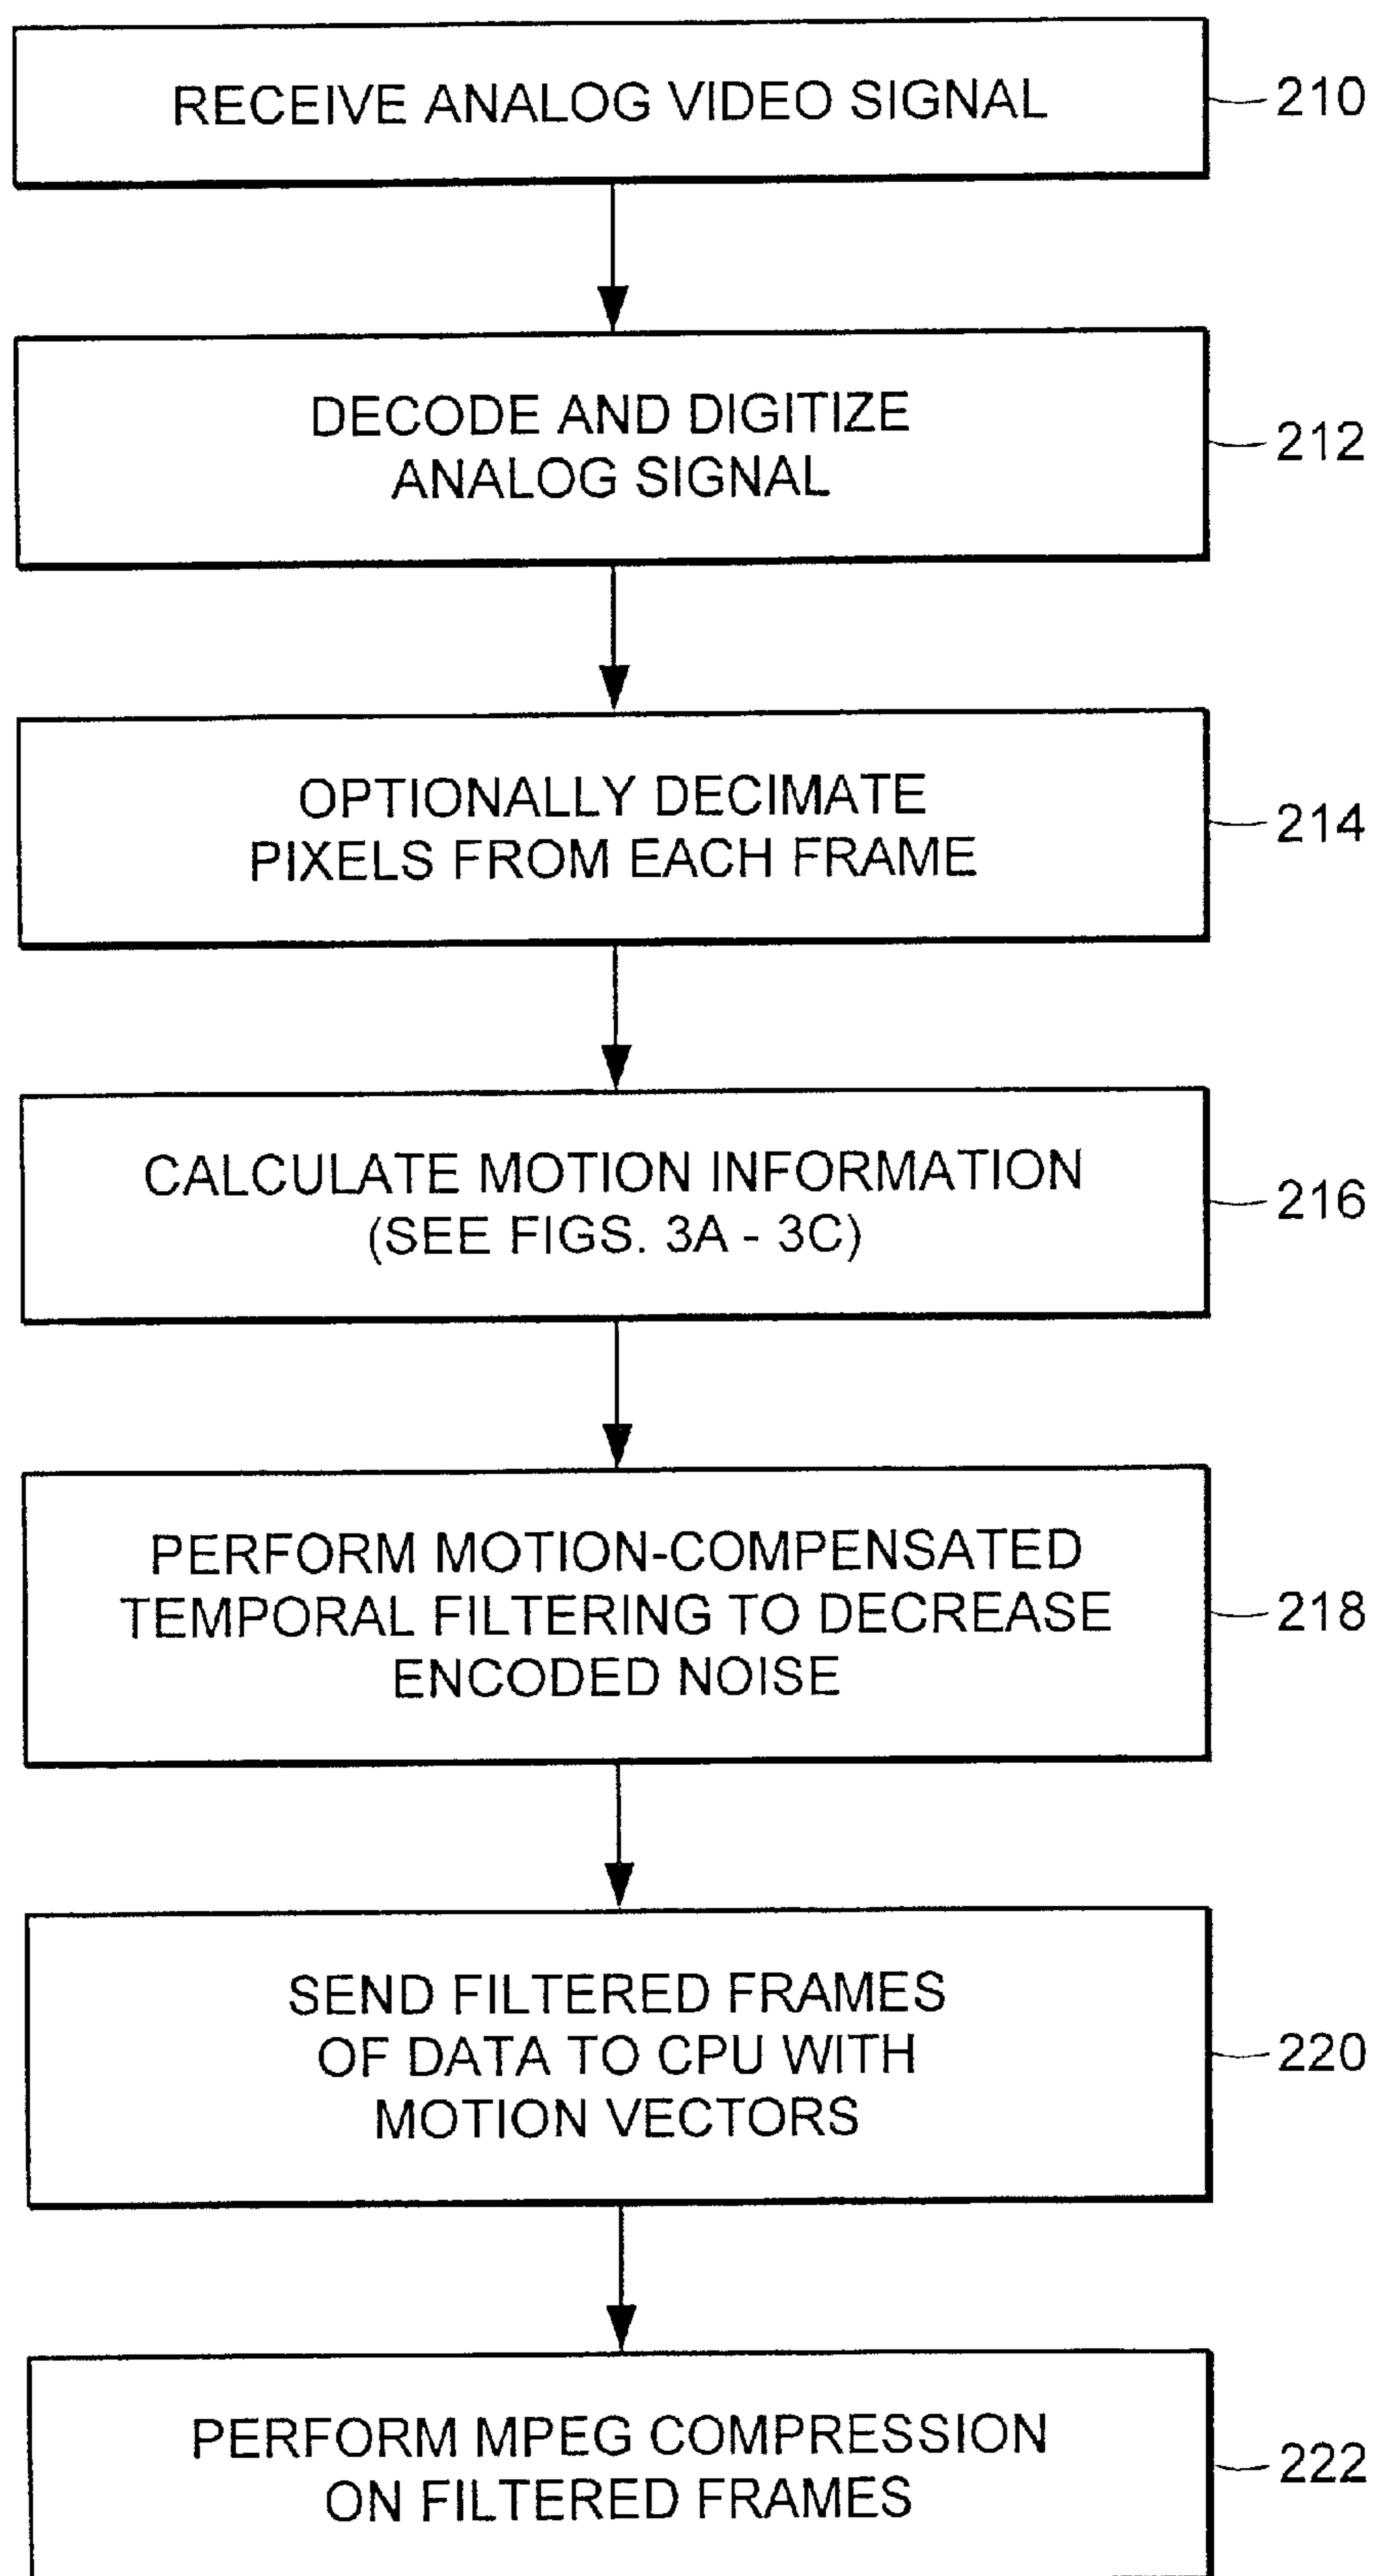 RECEIVE ANALOG VIDEO SIGNAL
210
DECODE AND DIGITIZE
ANALOG SIGNAL
212
OPTIONALLY DECIMATE
PIXELS FROM EACH FRAME
214
CALCULATE MOTION INFORMATION
(SEE FIGS. 3A - 3C)
216
PERFORM MOTION-COMPENSATED
TEMPORAL FILTERING TO DECREASE
ENCODED NOISE
218
SEND FILTERED FRAMES
OF DATA TO CPU WITH
MOTION VECTORS
220
PERFORM MPEG COMPRESSION
ON FILTERED FRAMES
222